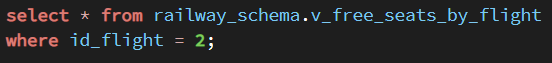 select * from railway_schema.v_free_seats_by_flight
where id_flight = 2;